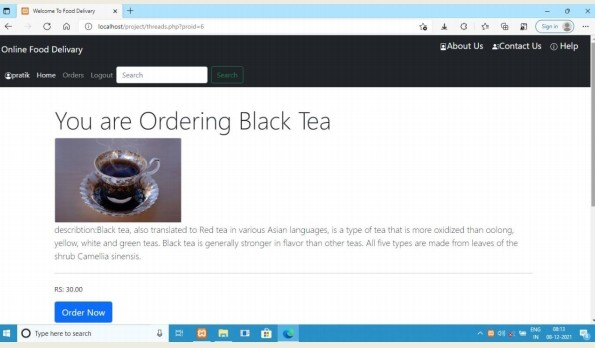 Welcome To Food Delivary
localhost/project/threads.php?proid=6
Sign in
Online Food Delivary
About Us Contact Us Help
pratik Home Orders Logout Search Search
You are Ordering Black Tea
describtion:Black tea, also translated to Red tea in various Asian languages, is a type of tea that is more oxidized than oolong,
yellow, white and green teas. Black tea is generally stronger in flavor than other teas. All five types are made from leaves of the
shrub Camellia sinensis.
RS: 30.00
Order Now
Type here to search
ENG 08:13
IN 08-12-2021